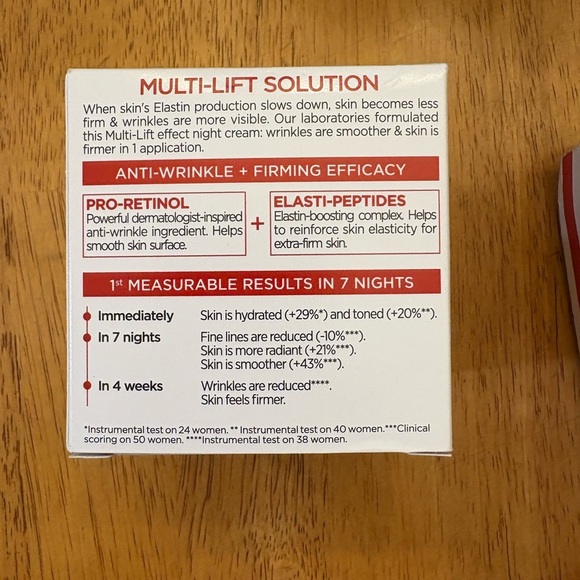 MULTI-LIFT SOLUTION
When skin's Elastin production slows down, skin becomes less
firm & wrinkles are more visible. Our laboratories formulated
this Multi-Lift effect night cream: wrinkles are smoother & skin is
firmer in 1 application.
ANTI-WRINKLE + FIRMING EFFICACY
PRO-RETINOL
Powerful dermatologist-inspired
anti-wrinkle ingredient. Helps
smooth skin surface.
+
ELASTI-PEPTIDES
Elastin-boosting complex. Helps
to reinforce skin elasticity for
extra-firm skin.
1st MEASURABLE RESULTS IN 7 NIGHTS
Immediately Skin is hydrated (+29%*) and toned (+20%**).
In 7 nights Fine lines are reduced (-10%***).
Skin is more radiant (+21%***).
Skin is smoother (+43%***).
In 4 weeks Wrinkles are reduced****.
Skin feels firmer.
*Instrumental test on 24 women. ** Instrumental test on 40 women.***Clinical
scoring on 50 women. ****Instrumental test on 38 women.